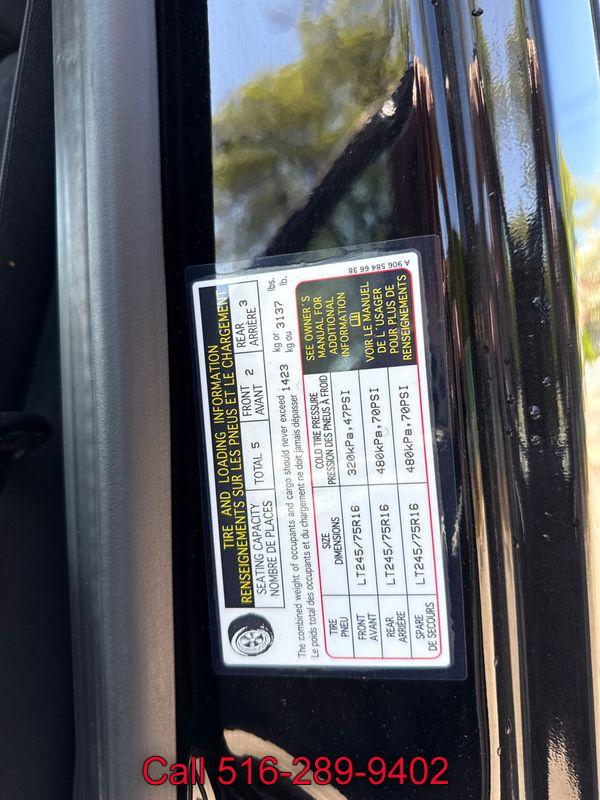 TIRE AND LOADING INFORMATION
RENSEIGNEMENTS SUR LES PNEUS ET LE CHARGEMENT
SEATING CAPACITY
NOMBRE DE PLACES
TOTAL 5
FRONT
AVANT 2
REAR
ARRIÈRE 3
The combined weight of occupants and cargo should never exceed 1423 kg or 3137 lbs.
Le poids total des occupants et du chargement ne doit jamais dépasser kg ou lb.
TIRE
PNEU
SIZE
DIMENSIONS
COLD TIRE PRESSURE
PRESSION DES PNEUS À FROID
FRONT
AVANT
LT245/75R16
320kPa,47PSI
REAR
ARRIÈRE
LT245/75R16
480kPa,70PSI
SPARE
DE SECOURS
LT245/75R16
480kPa,70PSI
SEE OWNER'S
MANUAL FOR
ADDITIONAL
INFORMATION
VOIR LE MANUEL
DE L'USAGER
POUR PLUS DE
RENSEIGNEMENTS
A 906 584 66 38
Call 516-289-9402